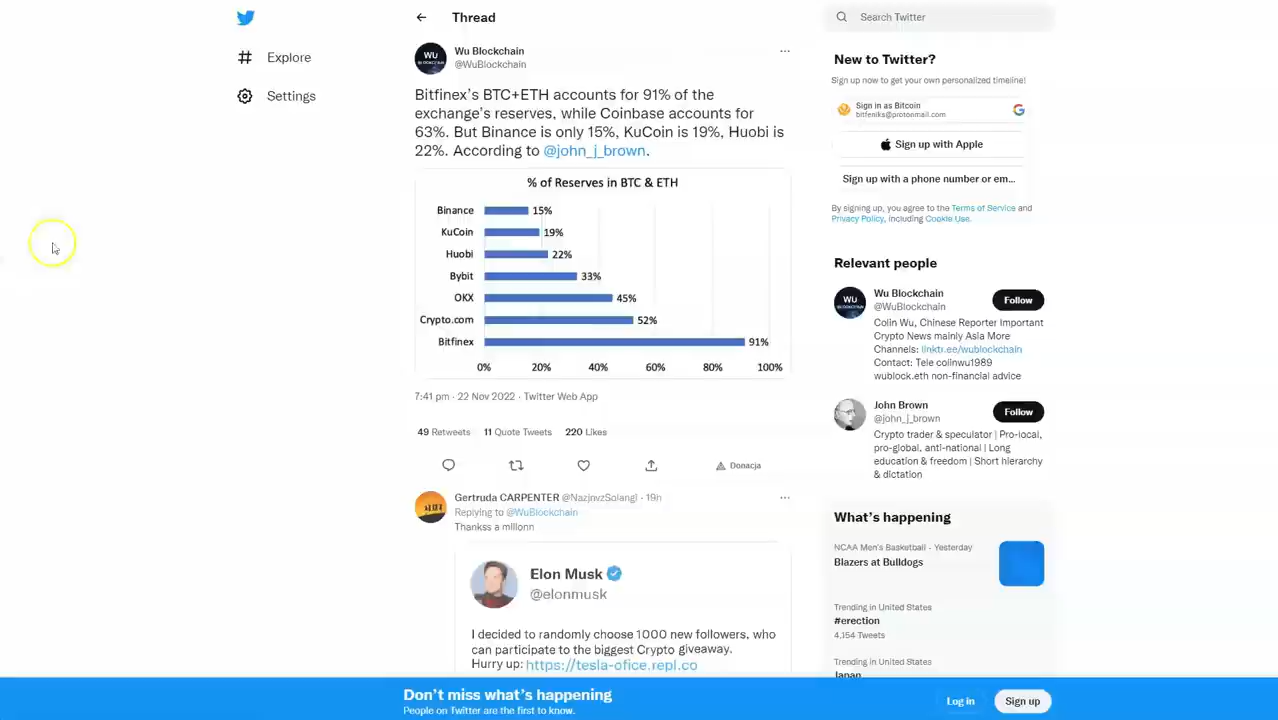 Explore
Settings
Thread
Wu Blockchain
@WuBlockchain
Bitfinex's BTC+ETH accounts for 91% of the
exchange's reserves, while Coinbase accounts for
63%. But Binance is only 15%, KuCoin is 19%, Huobi is
22%. According to @john_j_brown.
% of Reserves in BTC & ETH
Binance 15%
KuCoin 19%
Huobi 22%
Bybit 33%
OKX 45%
Crypto.com 52%
Bitfinex 91%
0% 20% 40% 60% 80% 100%
7:41 pm · 22 Nov 2022 · Twitter Web App
49 Retweets 11 Quote Tweets 220 Likes
Donacja
Gertruda CARPENTER @NazjnvzSolangl · 19h
Replying to @WuBlockchain
Thankss a millonn
Elon Musk
@elonmusk
I decided to randomly choose 1000 new followers, who
can participate to the biggest Crypto giveaway.
Hurry up: https://tesla-ofice.repl.co
Search Twitter
New to Twitter?
Sign up now to get your own personalized timeline!
Sign in as Bitcoin
bitfeniks@protonmail.com
Sign up with Apple
Sign up with a phone number or em...
By signing up, you agree to the Terms of Service and
Privacy Policy, including Cookie Use.
Relevant people
Wu Blockchain
@WuBlockchain
Follow
Colin Wu, Chinese Reporter Important
Crypto News mainly Asia More
Channels: linktr.ee/wublockchain
Contact: Tele colinwu1989
wublock.eth non-financial advice
John Brown
@john_j_brown
Follow
Crypto trader & speculator | Pro-local,
pro-global, anti-national | Long
education & freedom | Short hierarchy
& dictation
What's happening
NCAA Men's Basketball · Yesterday
Blazers at Bulldogs
Trending in United States
#erection
4,154 Tweets
Trending in United States
Japan
Don't miss what's happening
People on Twitter are the first to know.
Log in
Sign up